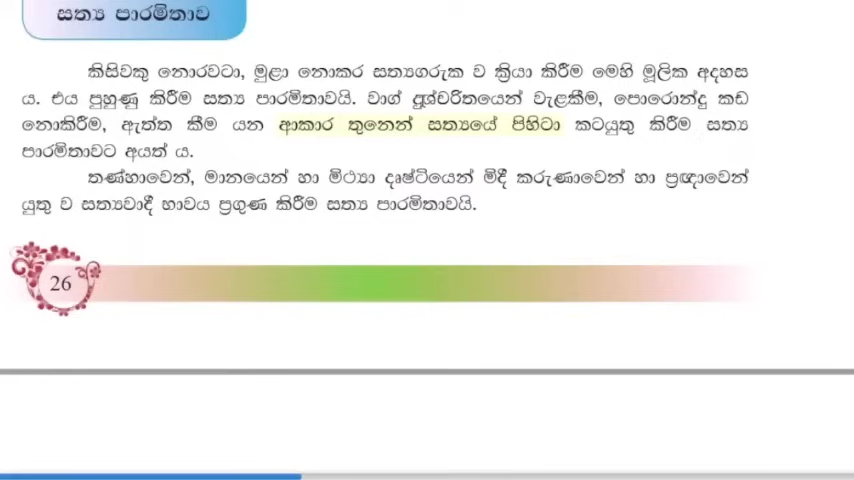 සත්‍ය පාරමිතාව
කිසිවකු නොරවටා, මුළා නොකර සත්‍යගරුක ව ක්‍රියා කිරීම මෙහි මූලික අදහස
ය. එය පුහුණු කිරීම සත්‍ය පාරමිතාවයි. වාග් දුශ්චරිතයෙන් වැළකීම, පොරොන්දු කඩ
නොකිරීම, ඇත්ත කීම යන ආකාර තුනෙන් සත්‍යයේ පිහිටා කටයුතු කිරීම සත්‍ය
පාරමිතාවට අයත් ය.
තණ්හාවෙන්, මානයෙන් හා මිථ්‍යා දෘෂ්ටියෙන් මිදී කරුණාවෙන් හා ප්‍රඥාවෙන්
යුතු ව සත්‍යවාදී භාවය ප්‍රගුණ කිරීම සත්‍ය පාරමිතාවයි.
26